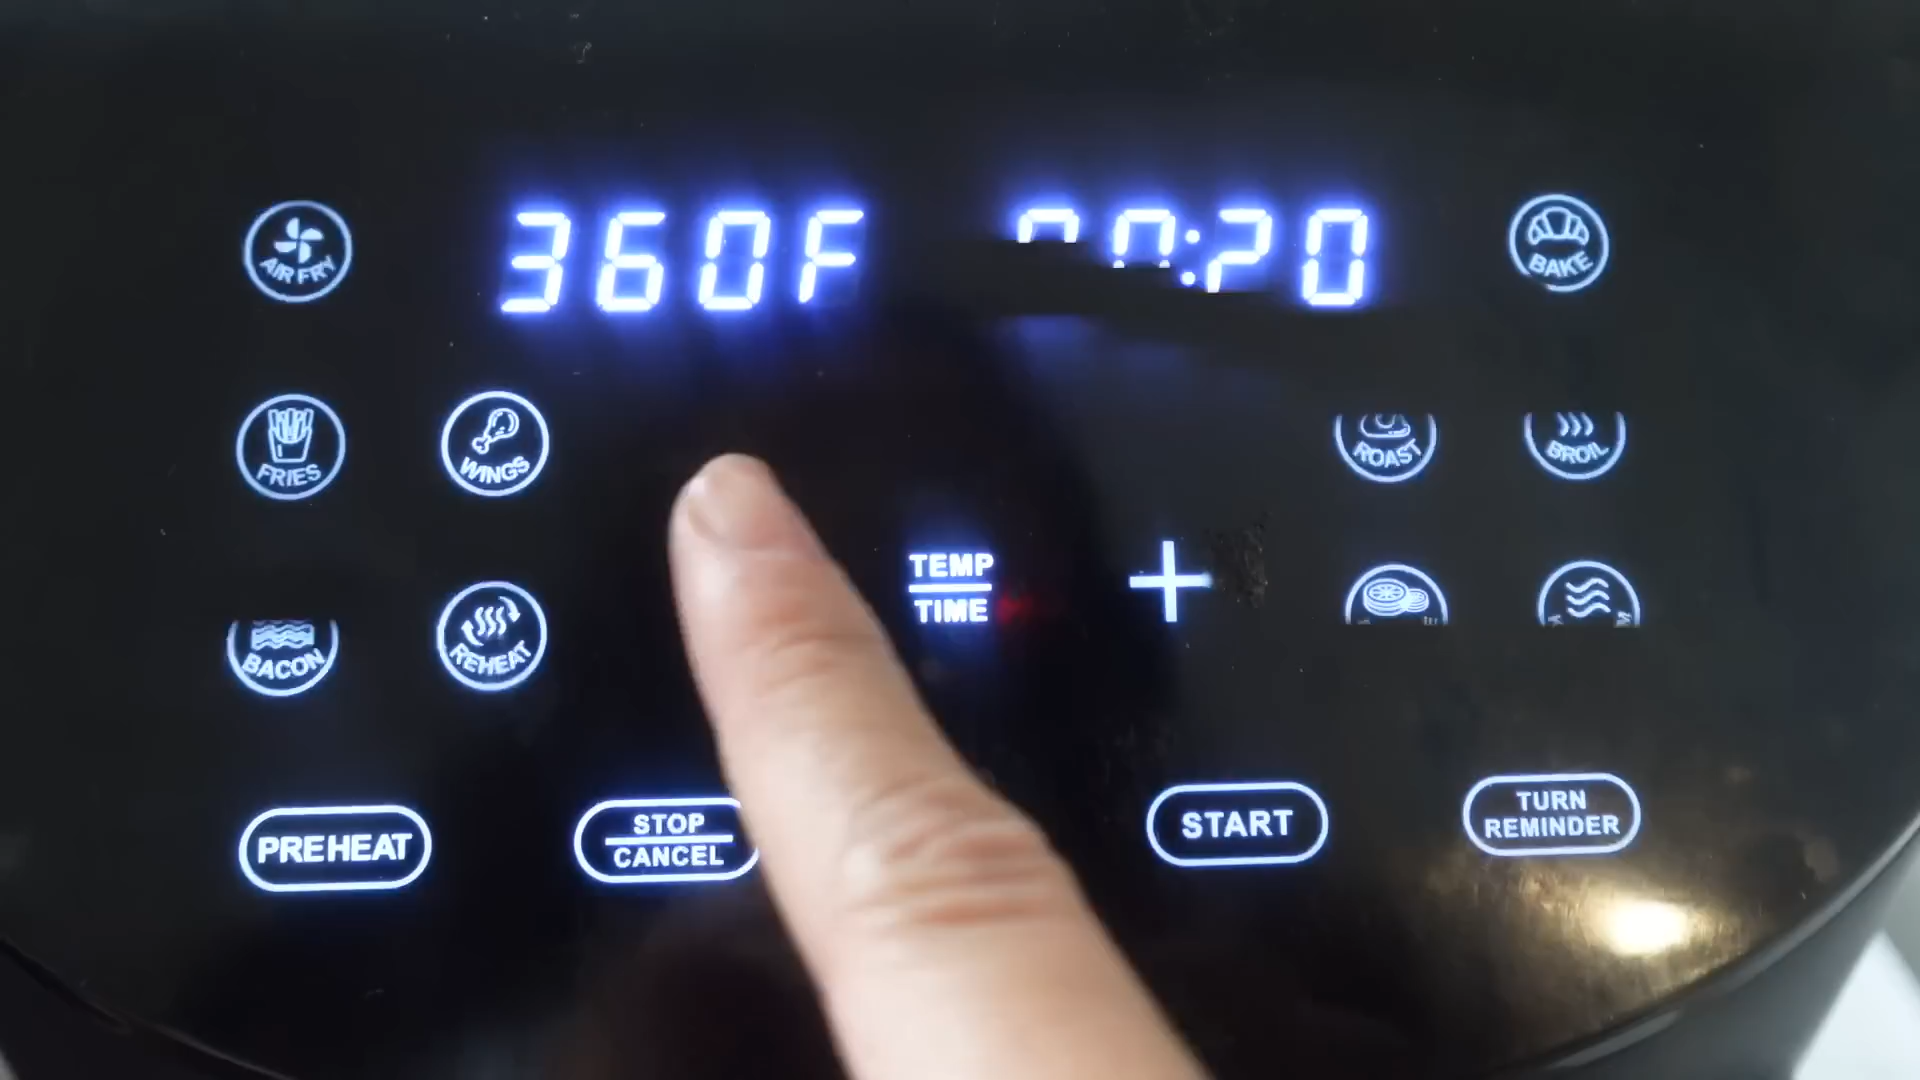 360F
:20
AIR FRY
BAKE
FRIES
WINGS
ROAST
BROIL
TEMP
TIME
+
BACON
REHEAT
PREHEAT
STOP
CANCEL
START
TURN
REMINDER